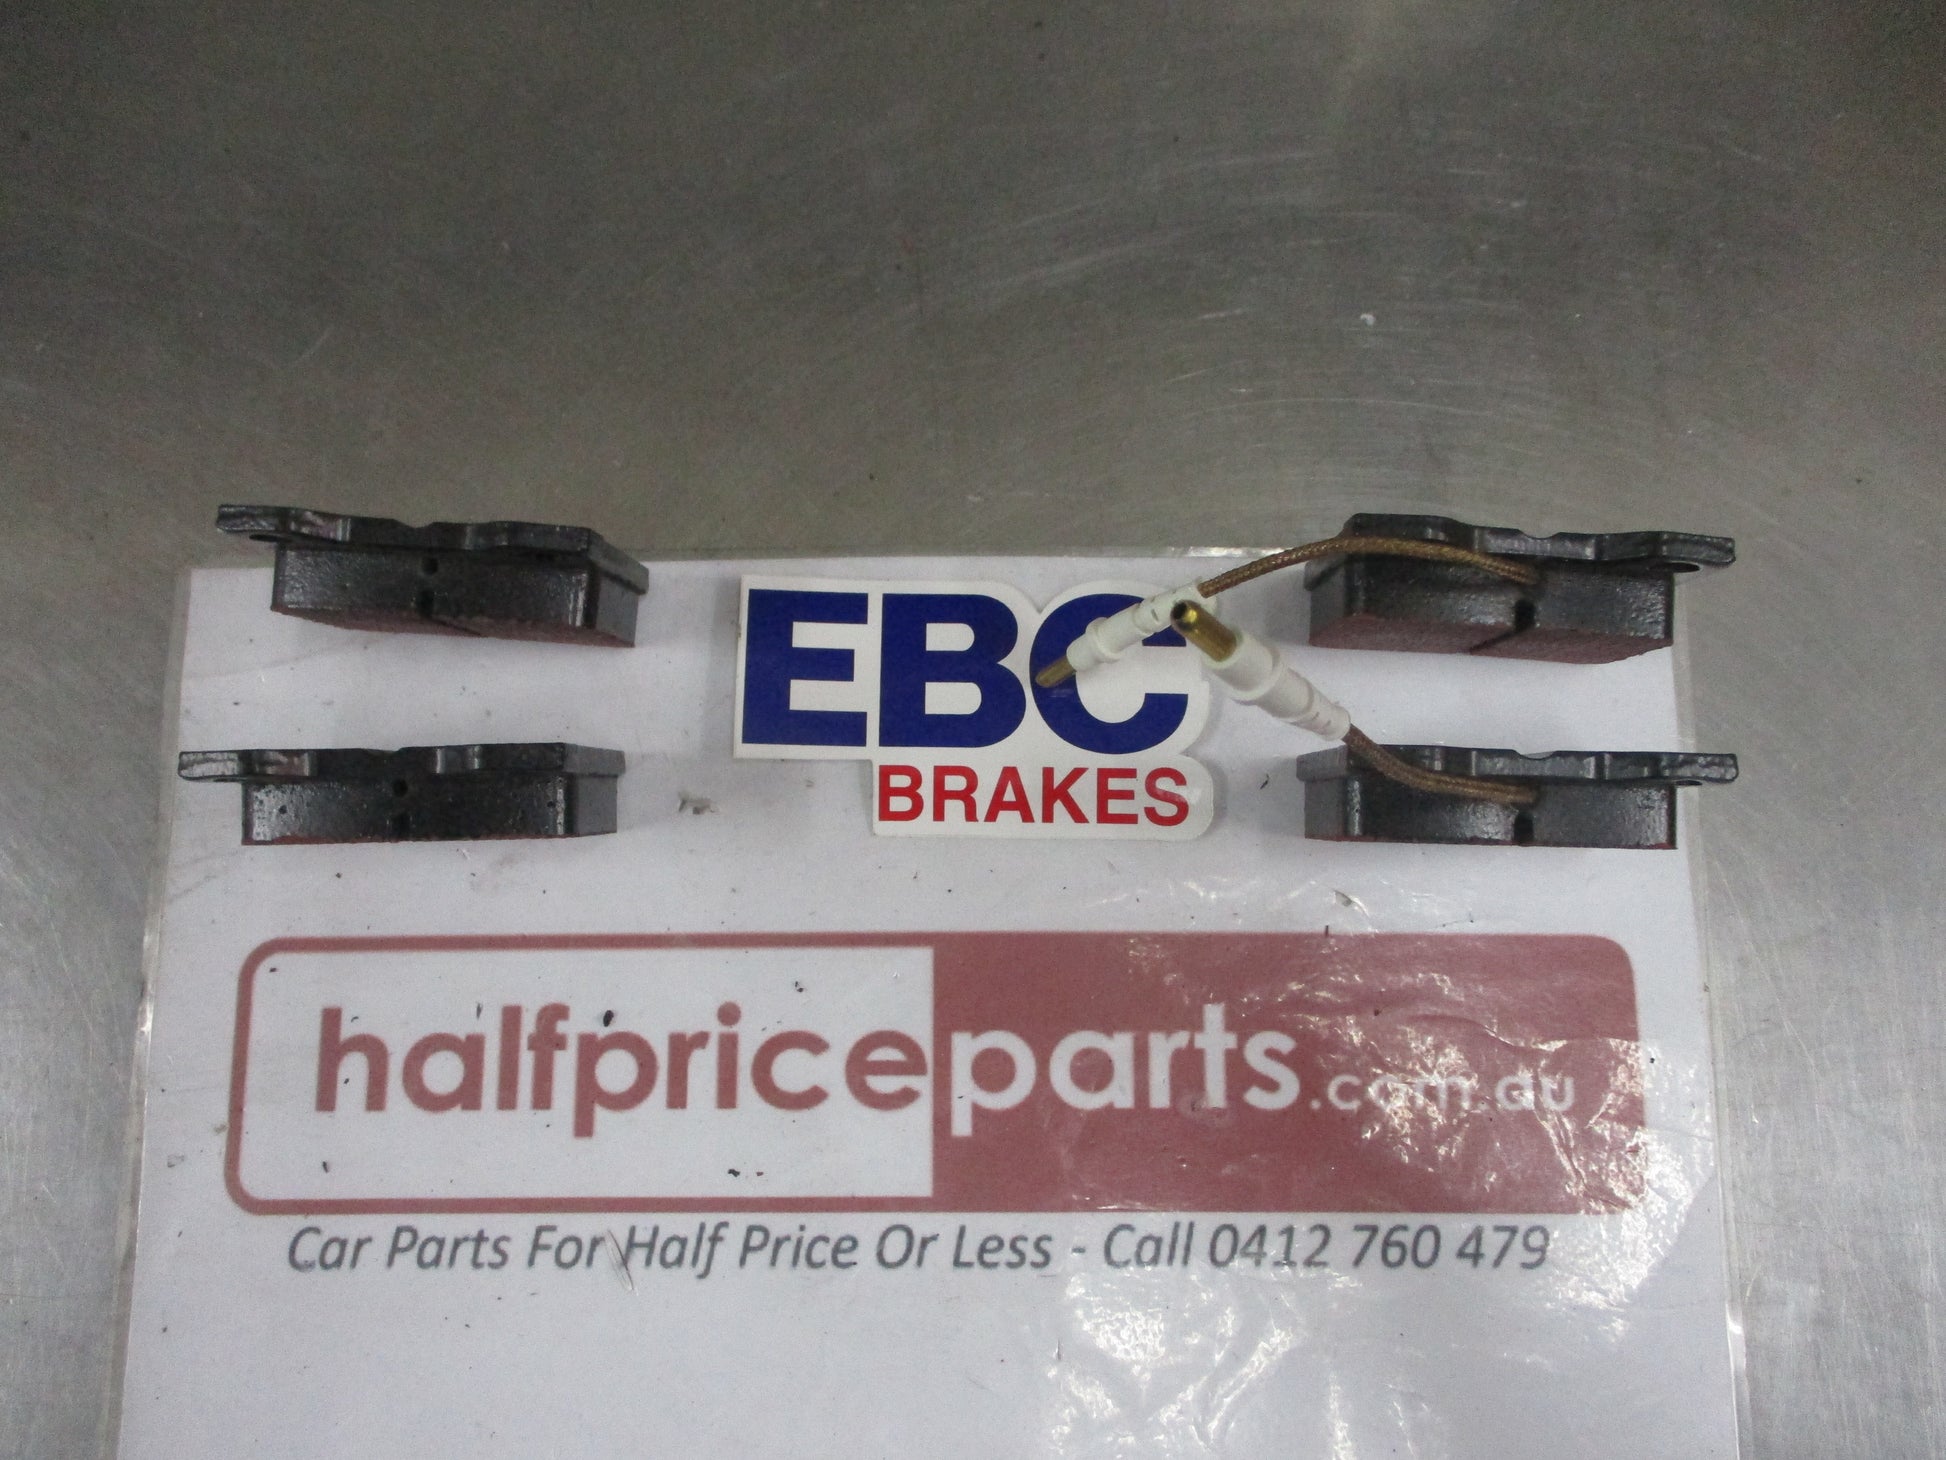 EBC
BRAKES
halfpriceparts.com.au
Car Parts For Half Price Or Less - Call 0412 760 479